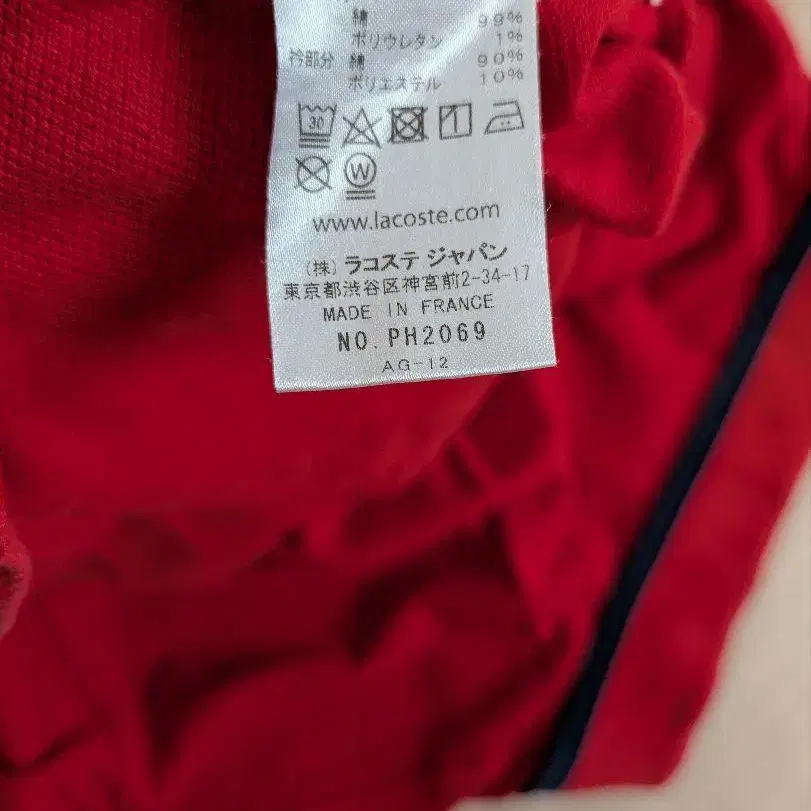 綿 99%
ポリウレタン 1%
衿部分 綿 90%
ポリエステル 10%
30
W
www.lacoste.com
(株) ラコステ ジャパン
東京都渋谷区神宮前2-34-17
MADE IN FRANCE
NO. PH2069
AG-12